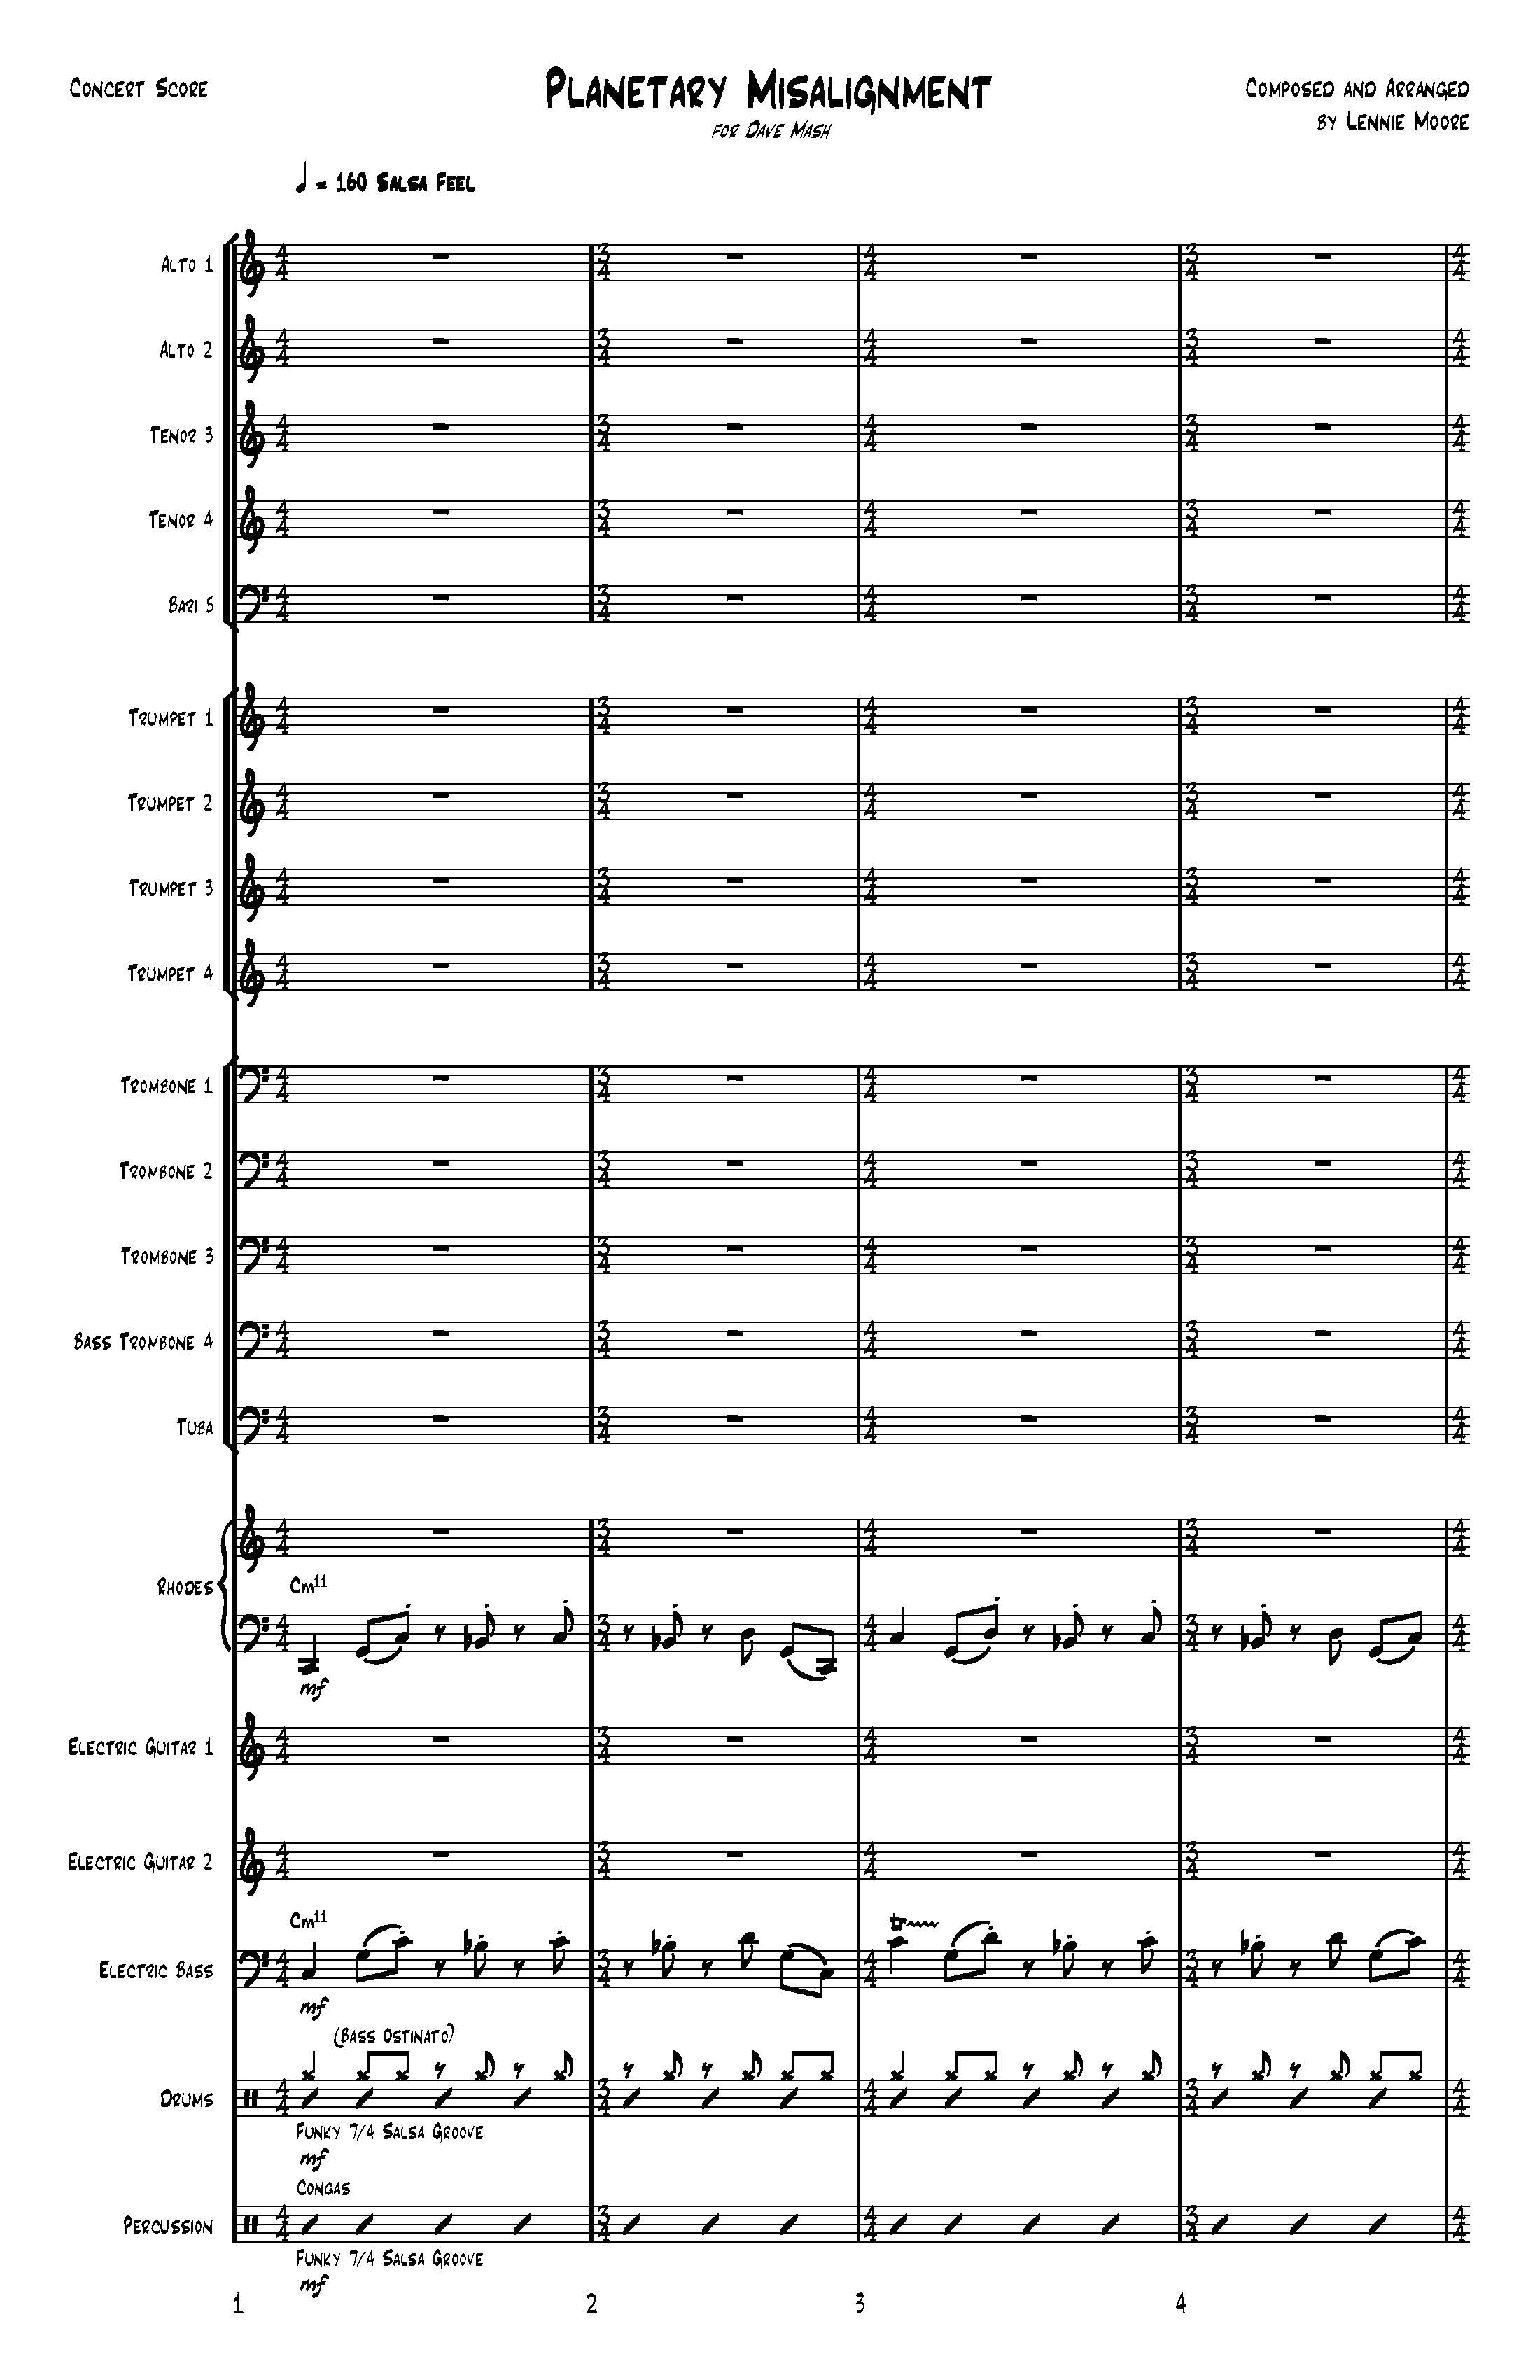 Concert Score
Planetary Misalignment
for Dave Mash
Composed and Arranged
by Lennie Moore
♩ = 160 Salsa Feel
Alto 1
Alto 2
Tenor 3
Tenor 4
Bari 5
Trumpet 1
Trumpet 2
Trumpet 3
Trumpet 4
Trombone 1
Trombone 2
Trombone 3
Bass Trombone 4
Tuba
Rhodes
Cm11
mf
Electric Guitar 1
Electric Guitar 2
Cm11
tr
Electric Bass
mf
(Bass Ostinato)
Drums
Funky 7/4 Salsa Groove
mf
Congas
Percussion
Funky 7/4 Salsa Groove
mf
1 2 3 4